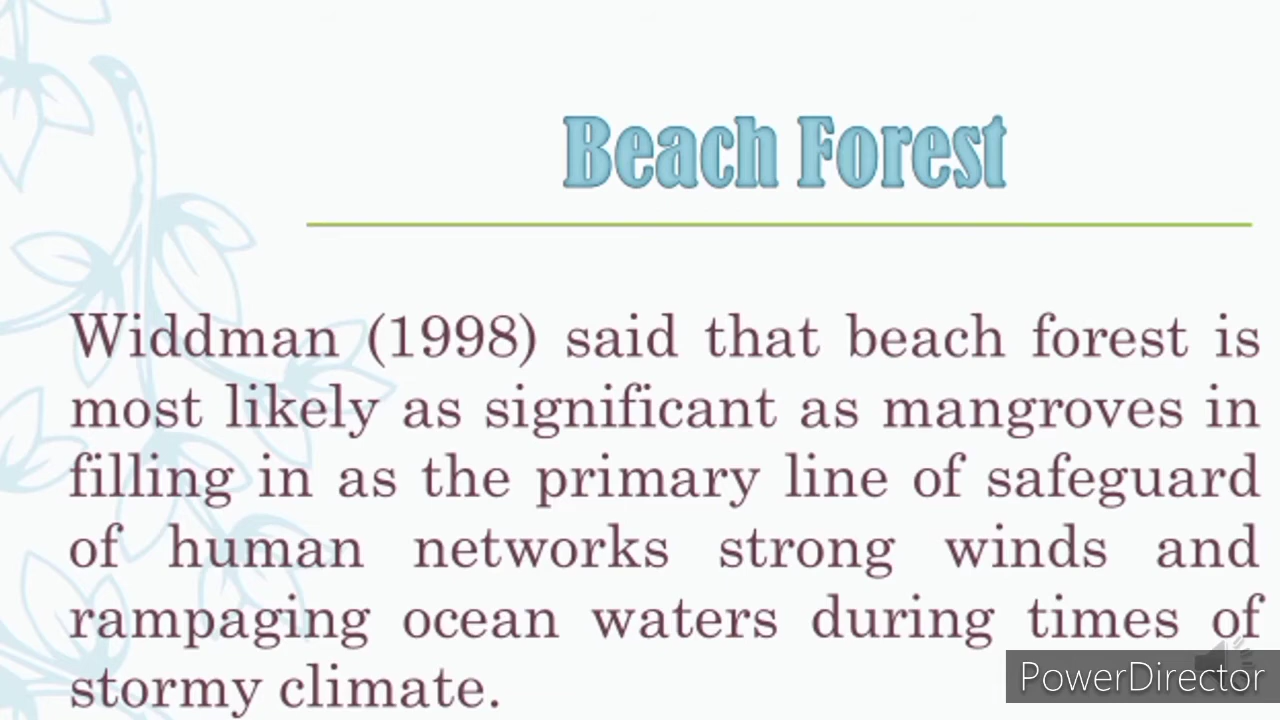 Beach Forest
Widdman (1998) said that beach forest is
most likely as significant as mangroves in
filling in as the primary line of safeguard
of human networks strong winds and
rampaging ocean waters during times of
stormy climate.
PowerDirector